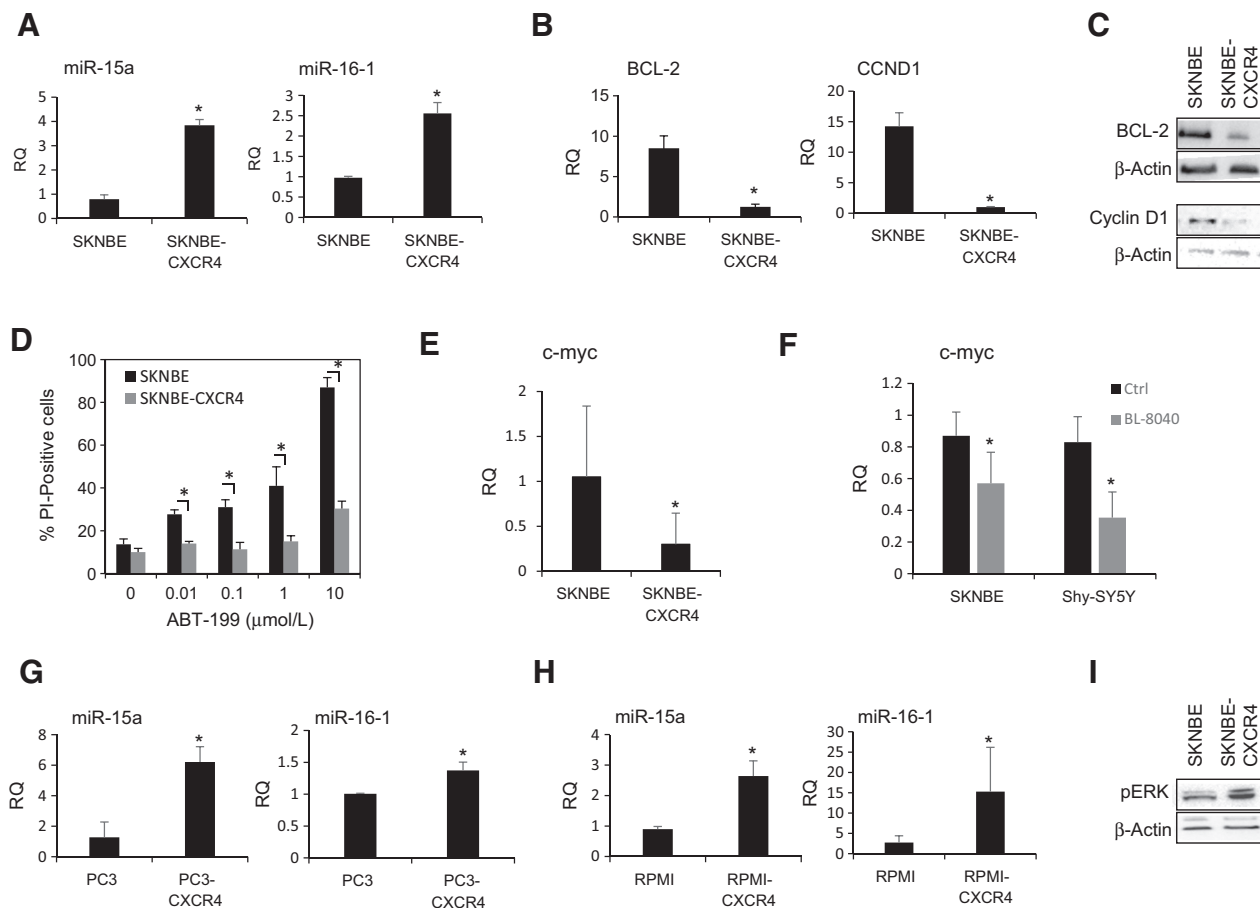 A
miR-15a
RQ
5
4
3
2
1
0
*
SKNBE
SKNBE-
CXCR4
miR-16-1
RQ
3
2.5
2
1.5
1
0.5
0
*
SKNBE
SKNBE-
CXCR4
B
BCL-2
RQ
15
10
5
0
*
SKNBE
SKNBE-
CXCR4
CCND1
RQ
20
15
10
5
0
*
SKNBE
SKNBE-
CXCR4
C
SKNBE
SKNBE-
CXCR4
BCL-2
β-Actin
Cyclin D1
β-Actin
D
% PI-Positive cells
100
80
60
40
20
0
SKNBE
SKNBE-CXCR4
*
*
*
*
0 0.01 0.1 1 10
ABT-199 (μmol/L)
E
c-myc
RQ
2
1.5
1
0.5
0
*
SKNBE
SKNBE-
CXCR4
F
c-myc
RQ
1.2
1
0.8
0.6
0.4
0.2
0
Ctrl
BL-8040
*
*
SKNBE
Shy-SY5Y
G
miR-15a
RQ
8
6
4
2
0
*
PC3
PC3-
CXCR4
miR-16-1
RQ
2
1.5
1
0.5
0
*
PC3
PC3-
CXCR4
H
miR-15a
RQ
4
3
2
1
0
*
RPMI
RPMI-
CXCR4
miR-16-1
RQ
30
25
20
15
10
5
0
*
RPMI
RPMI-
CXCR4
I
SKNBE
SKNBE-
CXCR4
pERK
β-Actin